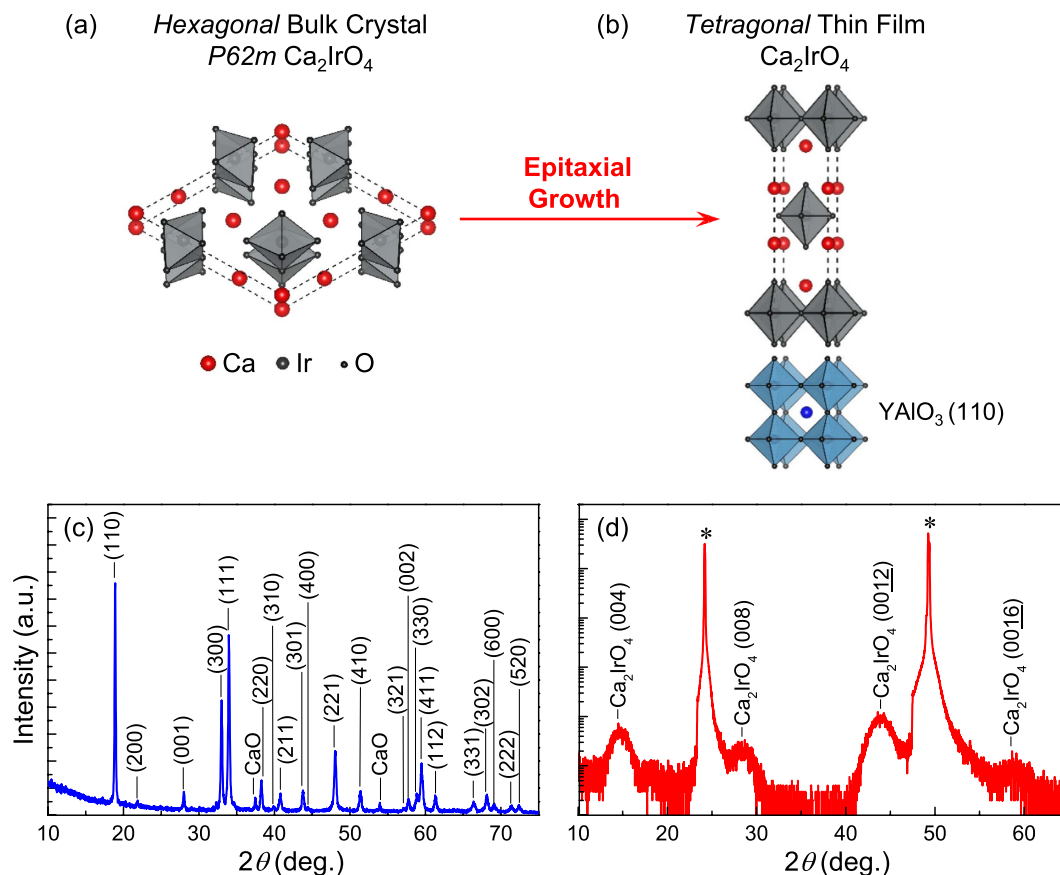 (a) Hexagonal Bulk Crystal
P62m Ca₂IrO₄
(b) Tetragonal Thin Film
Ca₂IrO₄
Epitaxial
Growth
Ca Ir O
YAlO₃ (110)
(c)
(110)
(200)
(001)
(300)
(111)
CaO
(220)
(310)
(211)
(301)
(400)
(221)
(410)
CaO
(321)
(002)
(330)
(411)
(112)
(331)
(302)
(600)
(222)
(520)
Intensity (a.u.)
10 20 30 40 50 60 70
2θ (deg.)
(d)
Ca₂IrO₄ (004)
*
Ca₂IrO₄ (008)
Ca₂IrO₄ (0012)
*
Ca₂IrO₄ (0016)
10 20 30 40 50 60
2θ (deg.)